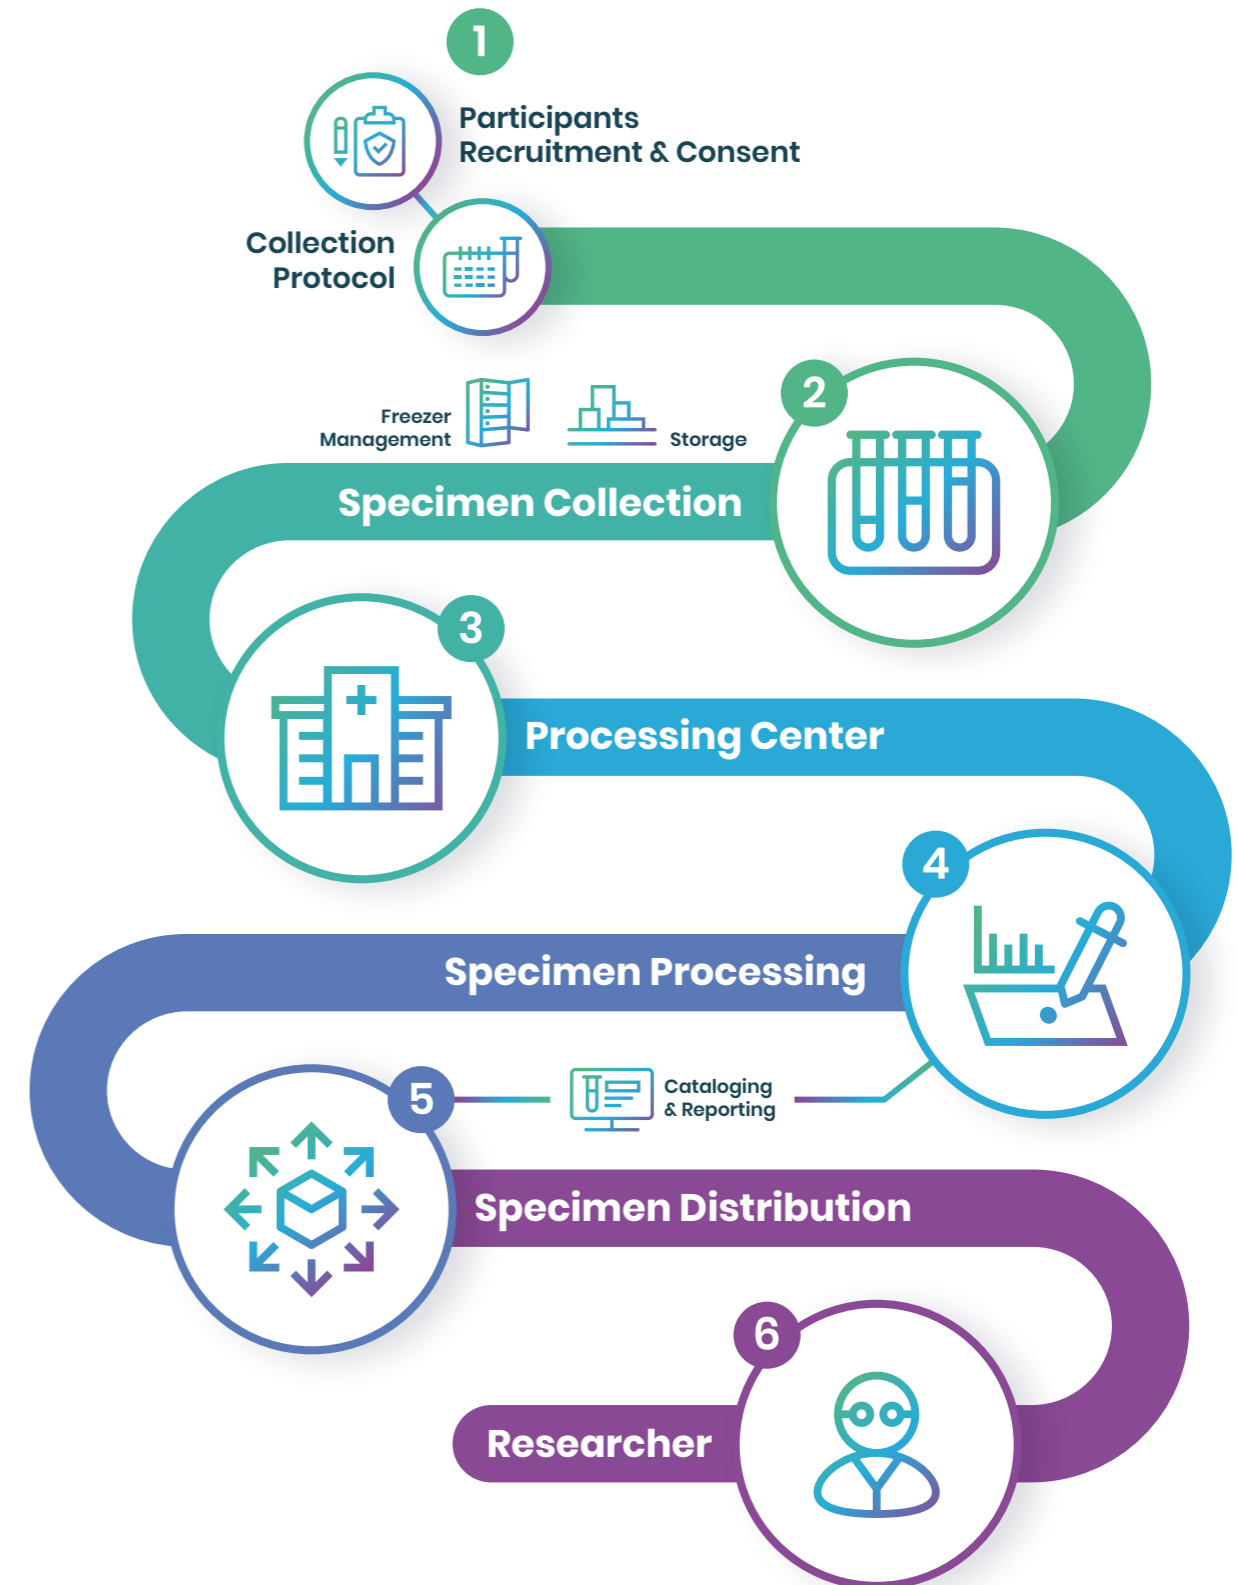 1
Participants
Recruitment & Consent
Collection
Protocol
2
Freezer
Management
Storage
Specimen Collection
3
Processing Center
4
Specimen Processing
5
Cataloging
& Reporting
Specimen Distribution
6
Researcher